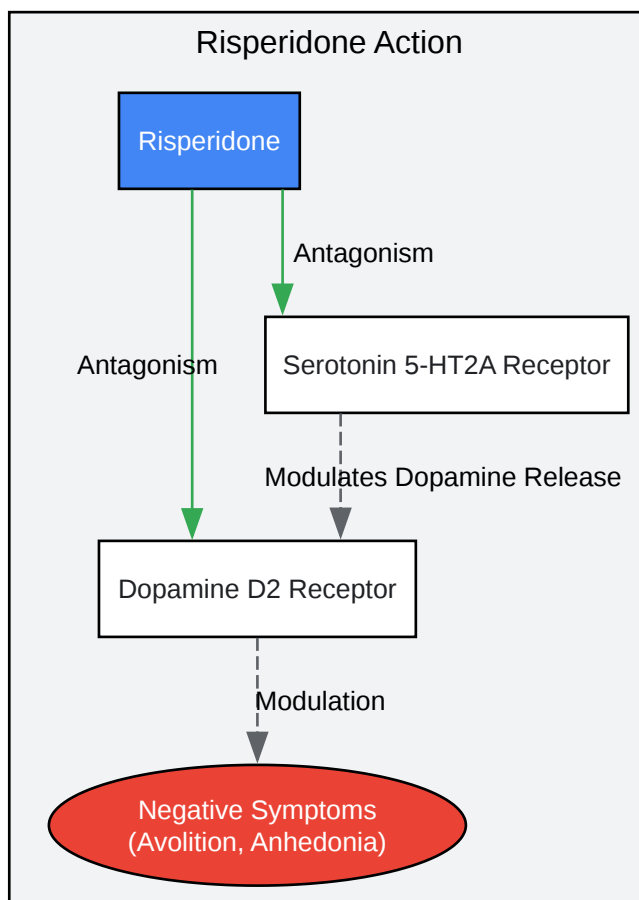 Risperidone Action
Risperidone
Antagonism
Serotonin 5-HT2A Receptor
Antagonism
Modulates Dopamine Release
Dopamine D2 Receptor
Modulation
Negative Symptoms
(Avolition, Anhedonia)